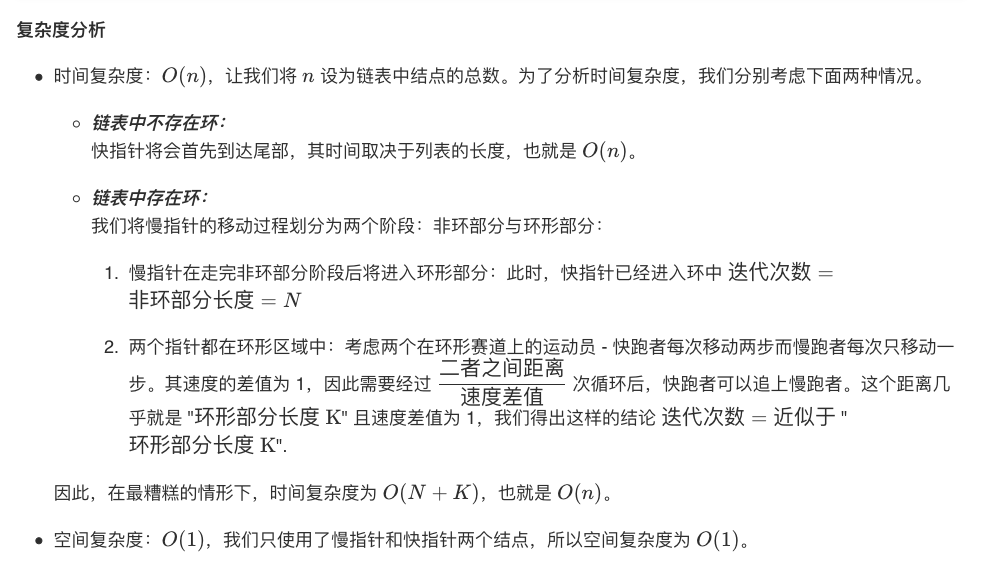 复杂度分析
• 时间复杂度：O(n)，让我们将 n 设为链表中结点的总数。为了分析时间复杂度，我们分别考虑下面两种情况。
◦ 链表中不存在环：
快指针将会首先到达尾部，其时间取决于列表的长度，也就是 O(n)。
◦ 链表中存在环：
我们将慢指针的移动过程划分为两个阶段：非环部分与环形部分：
1. 慢指针在走完非环部分阶段后将进入环形部分：此时，快指针已经进入环中 迭代次数 =
非环部分长度 = N
2. 两个指针都在环形区域中：考虑两个在环形赛道上的运动员 - 快跑者每次移动两步而慢跑者每次只移动一
步。其速度的差值为 1，因此需要经过 二者之间距离/速度差值 次循环后，快跑者可以追上慢跑者。这个距离几
乎就是 "环形部分长度 K" 且速度差值为 1，我们得出这样的结论 迭代次数 = 近似于 "
环形部分长度 K".
因此，在最糟糕的情形下，时间复杂度为 O(N + K)，也就是 O(n)。
• 空间复杂度：O(1)，我们只使用了慢指针和快指针两个结点，所以空间复杂度为 O(1)。